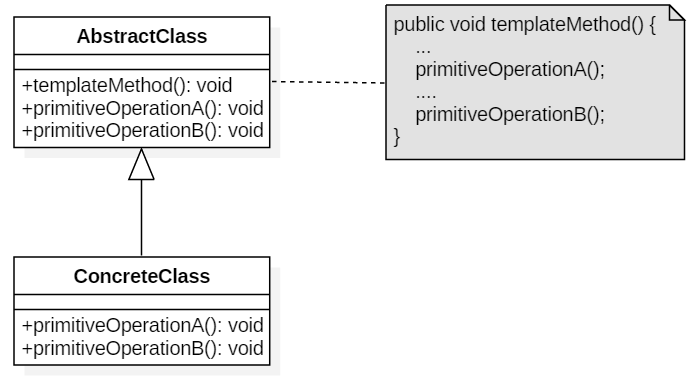 AbstractClass
+templateMethod(): void
+primitiveOperationA(): void
+primitiveOperationB(): void
public void templateMethod() {
...
primitiveOperationA();
....
primitiveOperationB();
}
ConcreteClass
+primitiveOperationA(): void
+primitiveOperationB(): void